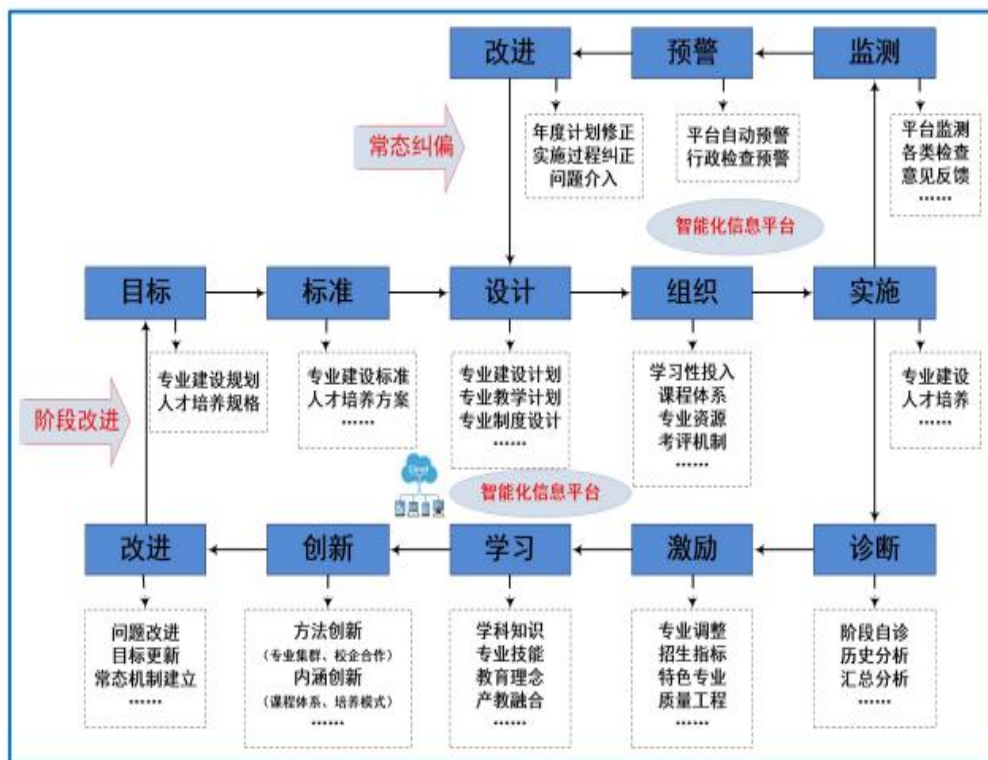 改进
预警
监测
常态纠偏
年度计划修正
实施过程纠正
问题介入
平台自动预警
行政检查预警
平台监测
各类检查
意见反馈
……
智能化信息平台
目标
标准
设计
组织
实施
阶段改进
专业建设规划
人才培养规格
专业建设标准
人才培养方案
……
专业建设计划
专业教学计划
专业制度设计
……
学习性投入
课程体系
专业资源
考评机制
……
专业建设
人才培养
……
Cloud
智能化信息平台
改进
创新
学习
激励
诊断
问题改进
目标更新
常态机制建立
……
方法创新
（专业集群、校企合作）
内涵创新
（课程体系、培养模式）
……
学科知识
专业技能
教育理念
产教融合
……
专业调整
招生指标
特色专业
质量工程
……
阶段自诊
历史分析
汇总分析
……